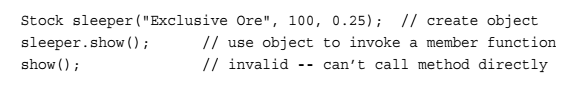 Stock sleeper("Exclusive Ore", 100, 0.25);  // create object
sleeper.show();      // use object to invoke a member function
show();              // invalid -- can't call method directly